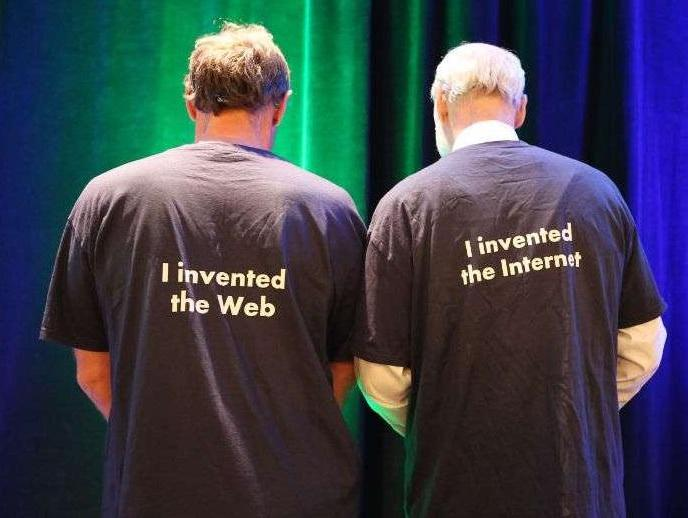 I invented
the Web
I invented
the Internet